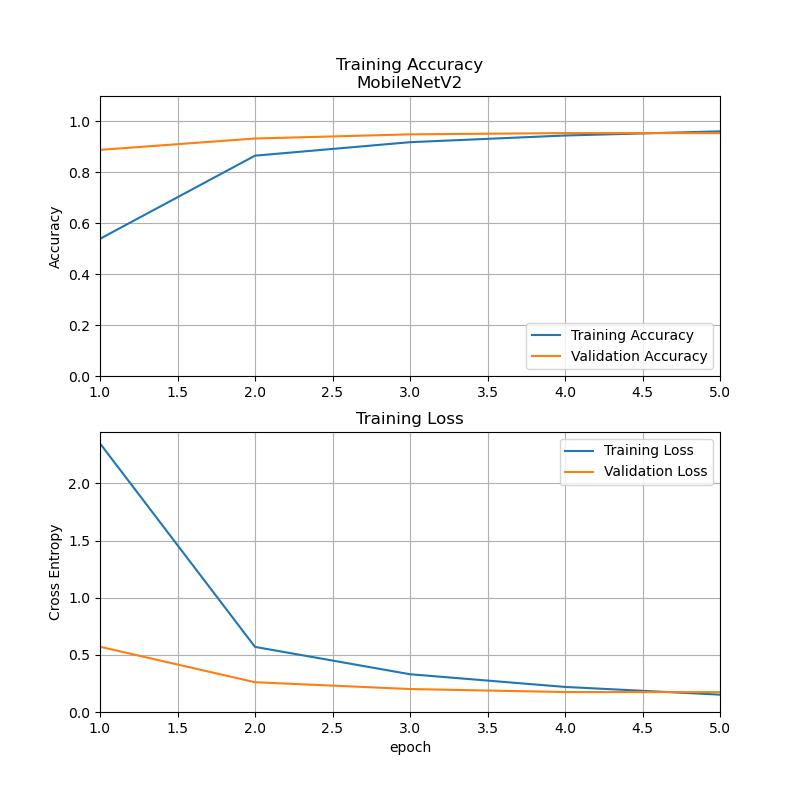 Training Accuracy
MobileNetV2
Accuracy
1.0
0.8
0.6
0.4
0.2
0.0
Training Accuracy
Validation Accuracy
1.0 1.5 2.0 2.5 3.0 3.5 4.0 4.5 5.0
Training Loss
Cross Entropy
2.0
1.5
1.0
0.5
0.0
Training Loss
Validation Loss
1.0 1.5 2.0 2.5 3.0 3.5 4.0 4.5 5.0
epoch